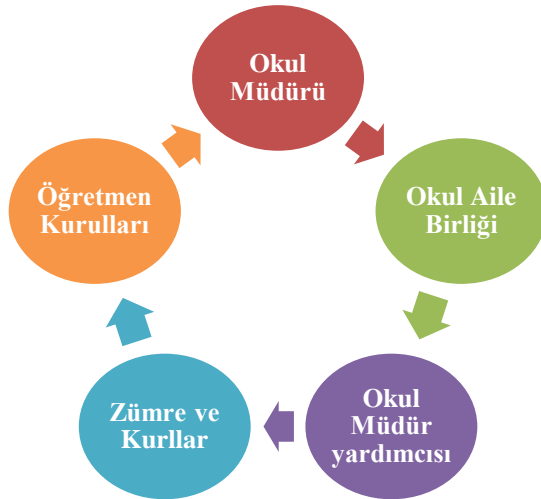 Okul
Müdürü
Okul Aile
Birliği
Okul
Müdür
yardımcısı
Zümre ve
Kurllar
Öğretmen
Kurulları